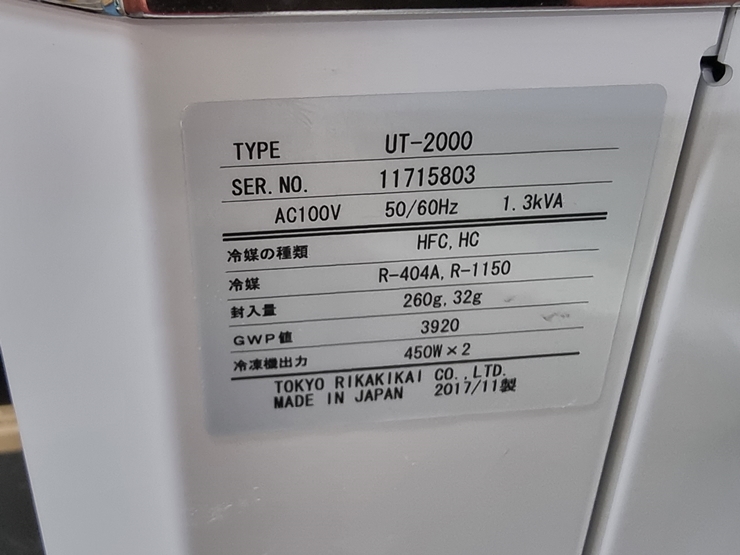 TYPE UT-2000
SER.NO. 11715803
AC100V 50/60Hz 1.3kVA
冷媒の種類 HFC,HC
冷媒 R-404A,R-1150
封入量 260g,32g
GWP値 3920
冷凍機出力 450W×2
TOKYO RIKAKIKAI CO.,LTD.
MADE IN JAPAN 2017/11製